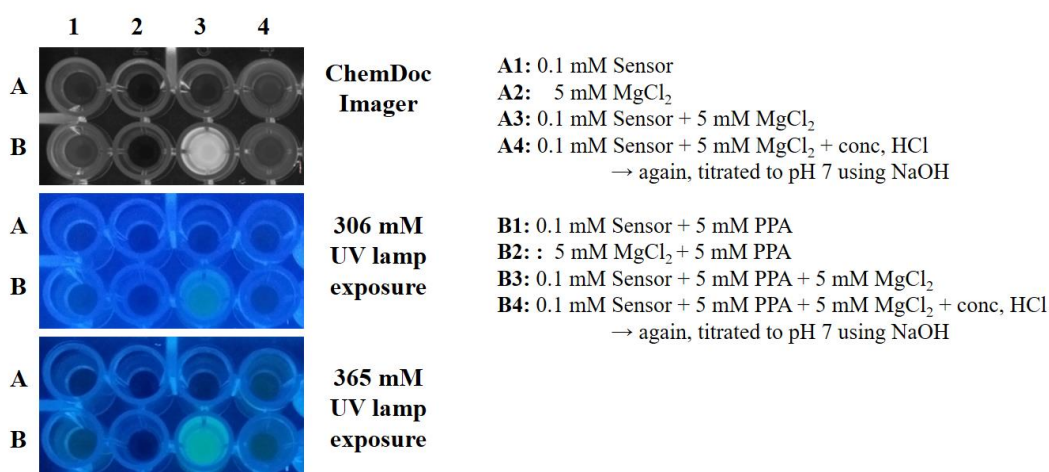 1 2 3 4
A
B
ChemDoc
Imager
A
B
306 mM
UV lamp
exposure
A
B
365 mM
UV lamp
exposure
A1: 0.1 mM Sensor
A2: 5 mM MgCl₂
A3: 0.1 mM Sensor + 5 mM MgCl₂
A4: 0.1 mM Sensor + 5 mM MgCl₂ + conc, HCl
→ again, titrated to pH 7 using NaOH
B1: 0.1 mM Sensor + 5 mM PPA
B2: : 5 mM MgCl₂ + 5 mM PPA
B3: 0.1 mM Sensor + 5 mM PPA + 5 mM MgCl₂
B4: 0.1 mM Sensor + 5 mM PPA + 5 mM MgCl₂ + conc, HCl
→ again, titrated to pH 7 using NaOH